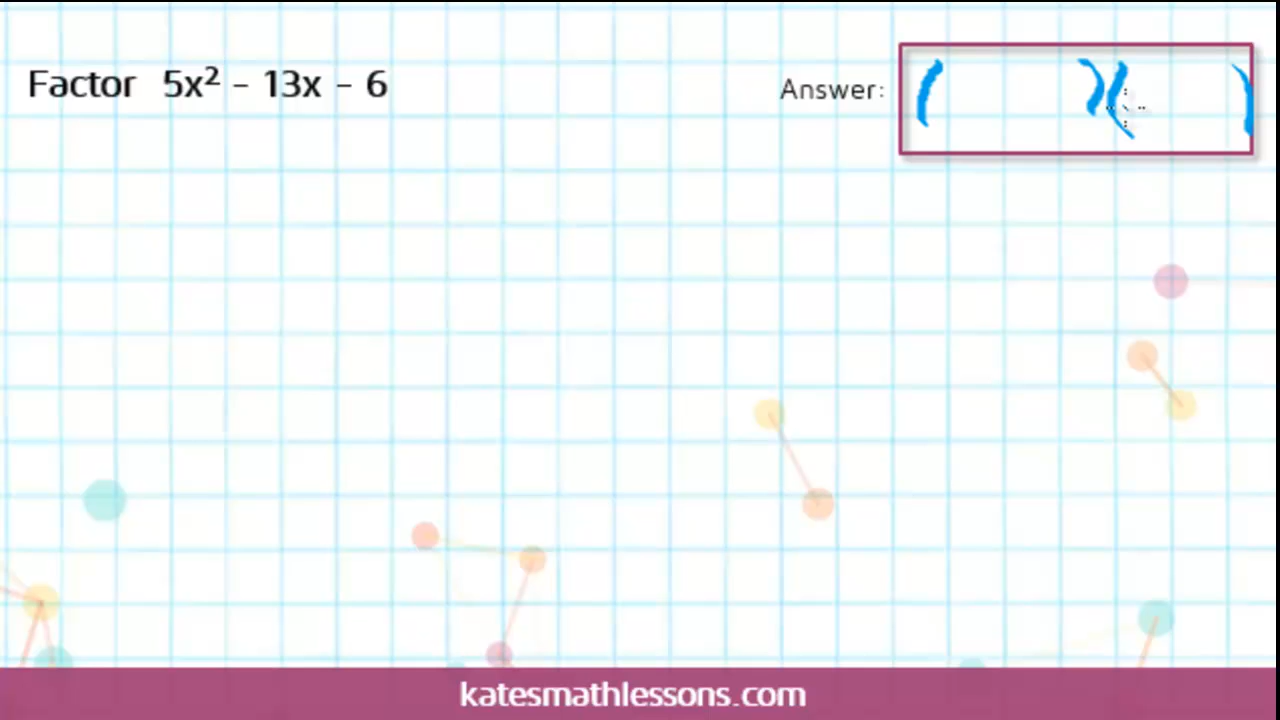 Factor 5x² – 13x – 6
Answer: (      )(      )
katesmathlessons.com